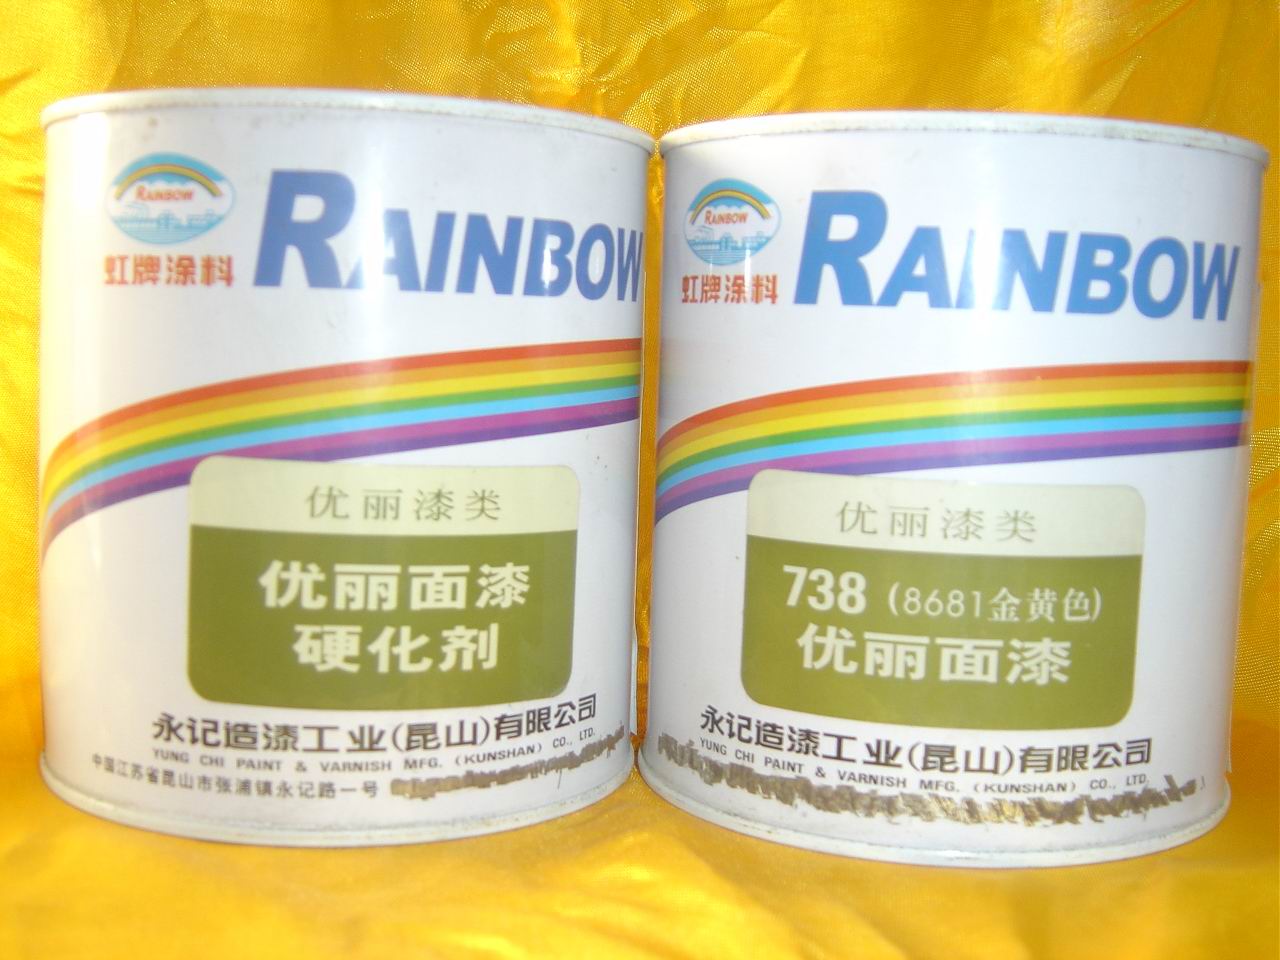 RAINBOW
虹牌涂料
RAINBOW
优丽漆类
优丽面漆
硬化剂
永记造漆工业(昆山)有限公司
YUNG CHI PAINT & VARNISH MFG. (KUNSHAN) CO., LTD.
中国江苏省昆山市张浦镇永记路一号
RAINBOW
虹牌涂料
RAINBOW
优丽漆类
738 (8681金黄色)
优丽面漆
永记造漆工业(昆山)有限公司
YUNG CHI PAINT & VARNISH MFG. (KUNSHAN) CO., LTD.